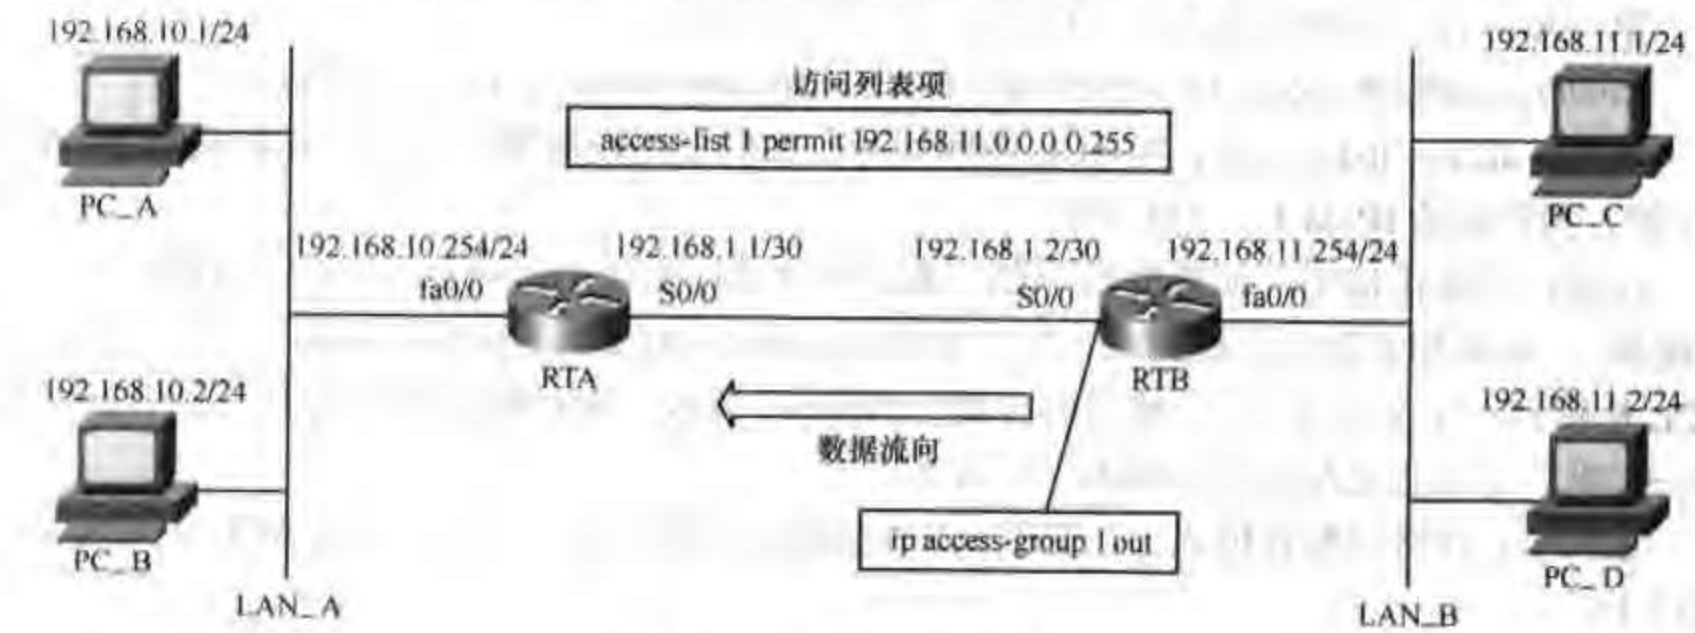 192.168.10.1/24
PC_A
访问列表项
access-list 1 permit 192.168.11.0.0.0.0.255
192.168.11.1/24
PC_C
192.168.10.254/24
fa0/0
192.168.1.1/30
S0/0
RTA
192.168.1.2/30
S0/0
192.168.11.254/24
fa0/0
RTB
数据流向
ip access-group 1 out
192.168.10.2/24
PC_B
LAN_A
192.168.11.2/24
PC_D
LAN_B